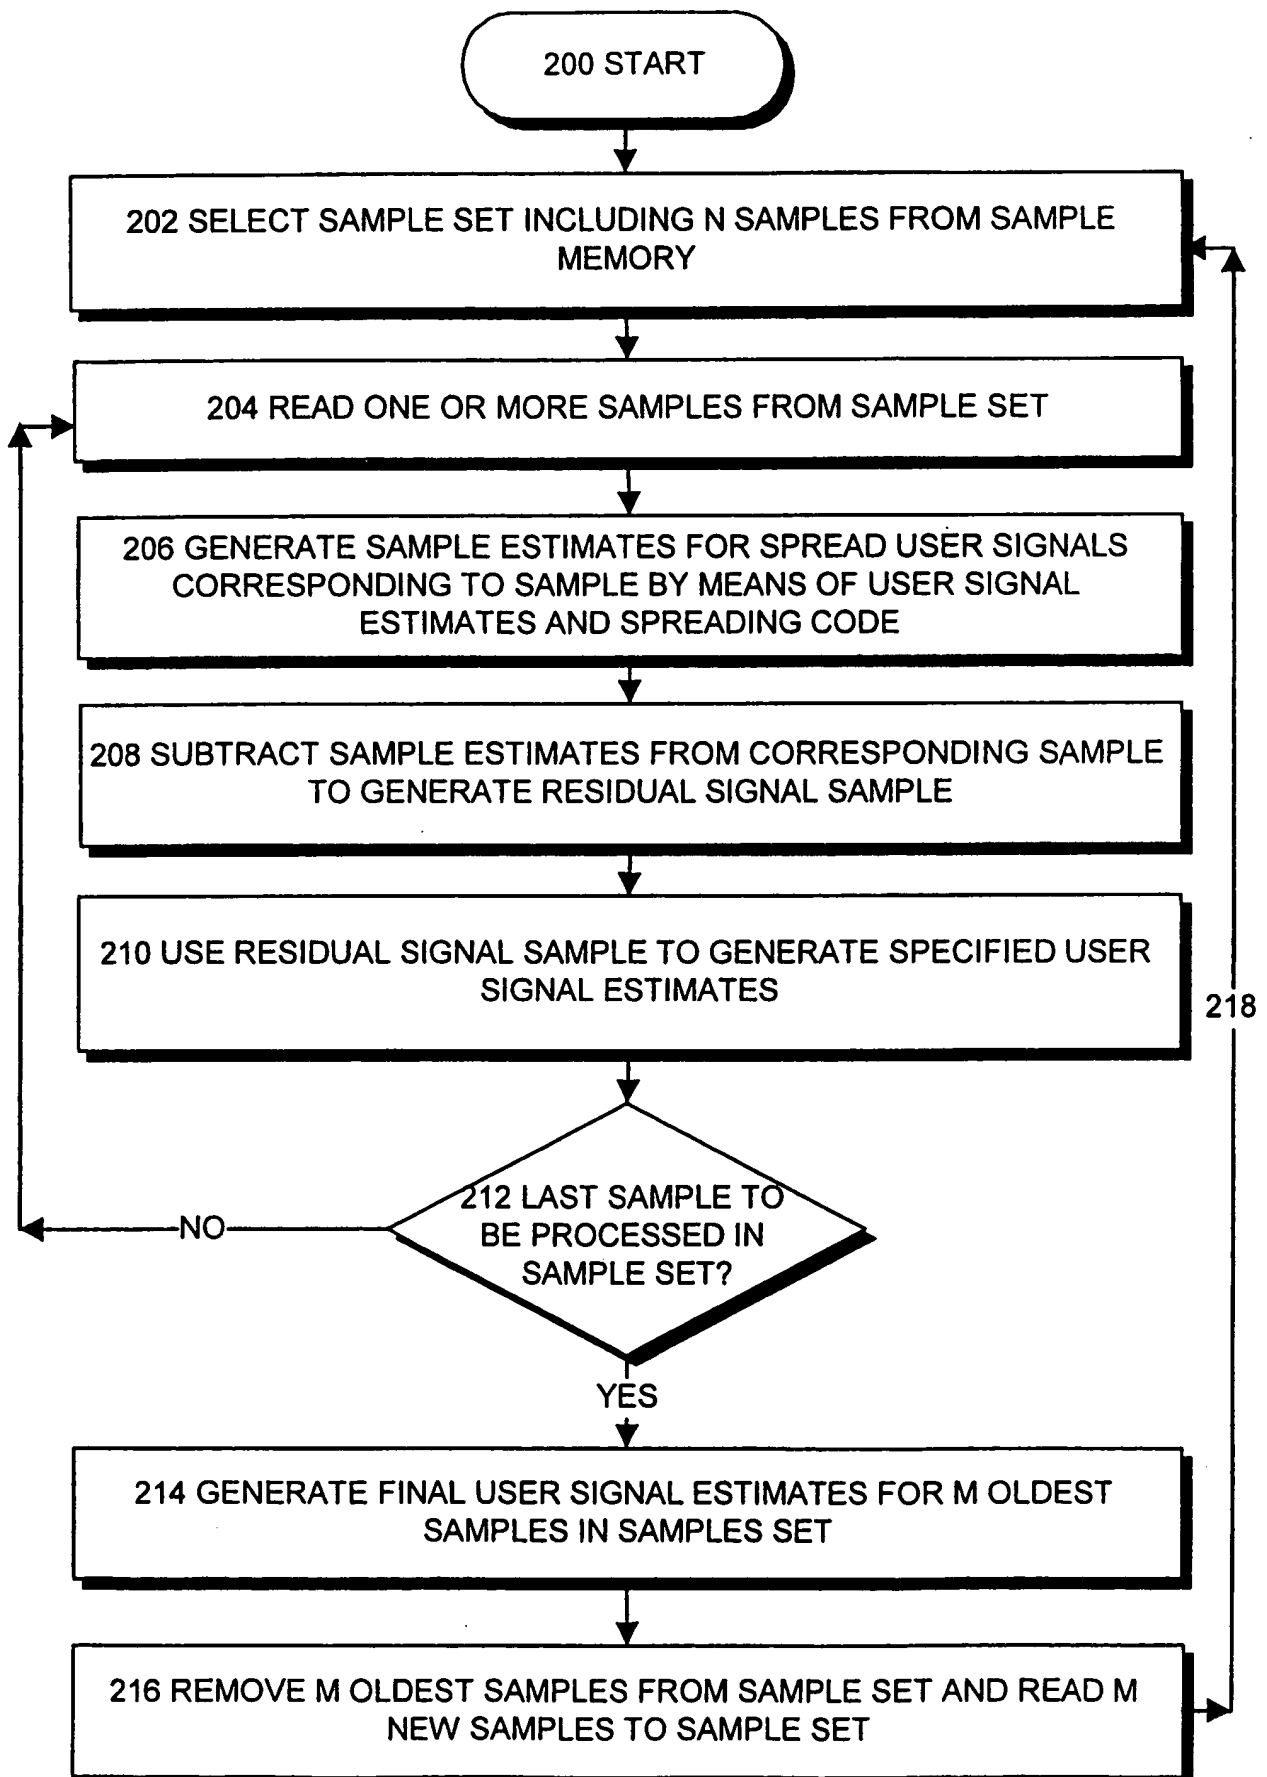 200 START
202 SELECT SAMPLE SET INCLUDING N SAMPLES FROM SAMPLE
MEMORY
204 READ ONE OR MORE SAMPLES FROM SAMPLE SET
206 GENERATE SAMPLE ESTIMATES FOR SPREAD USER SIGNALS
CORRESPONDING TO SAMPLE BY MEANS OF USER SIGNAL
ESTIMATES AND SPREADING CODE
208 SUBTRACT SAMPLE ESTIMATES FROM CORRESPONDING SAMPLE
TO GENERATE RESIDUAL SIGNAL SAMPLE
210 USE RESIDUAL SIGNAL SAMPLE TO GENERATE SPECIFIED USER
SIGNAL ESTIMATES
218
212 LAST SAMPLE TO
BE PROCESSED IN
SAMPLE SET?
NO
YES
214 GENERATE FINAL USER SIGNAL ESTIMATES FOR M OLDEST
SAMPLES IN SAMPLES SET
216 REMOVE M OLDEST SAMPLES FROM SAMPLE SET AND READ M
NEW SAMPLES TO SAMPLE SET